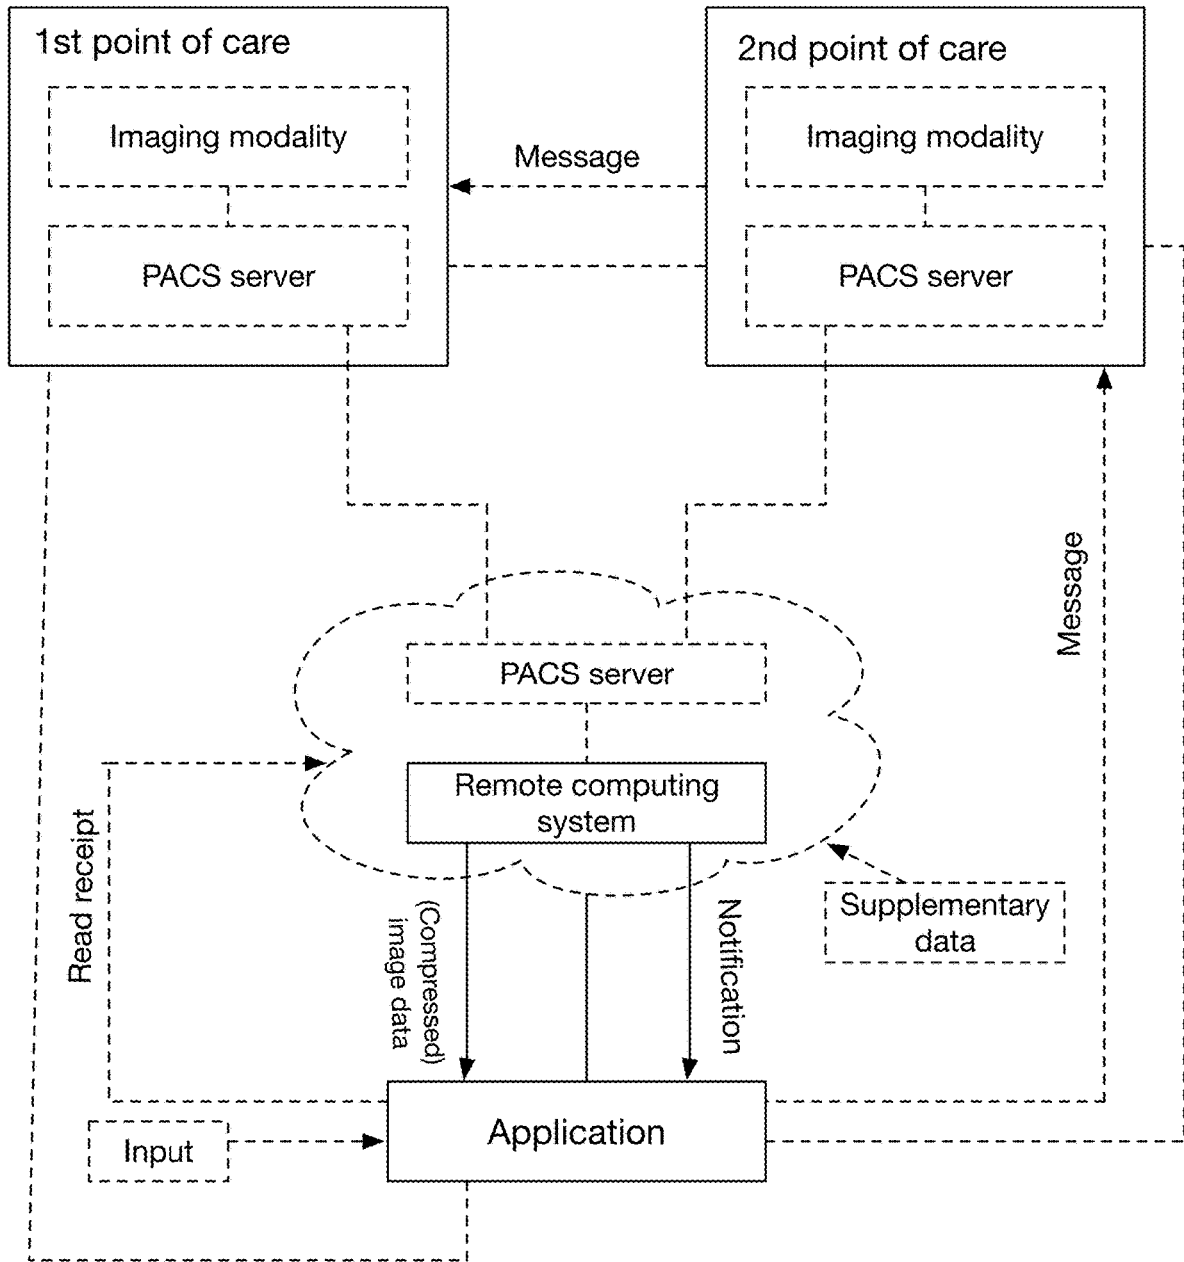 1st point of care
2nd point of care
Imaging modality
Imaging modality
Message
PACS server
PACS server
Message
PACS server
Remote computing
system
Read receipt
(Compressed)
image data
Notification
Supplementary
data
Application
Input